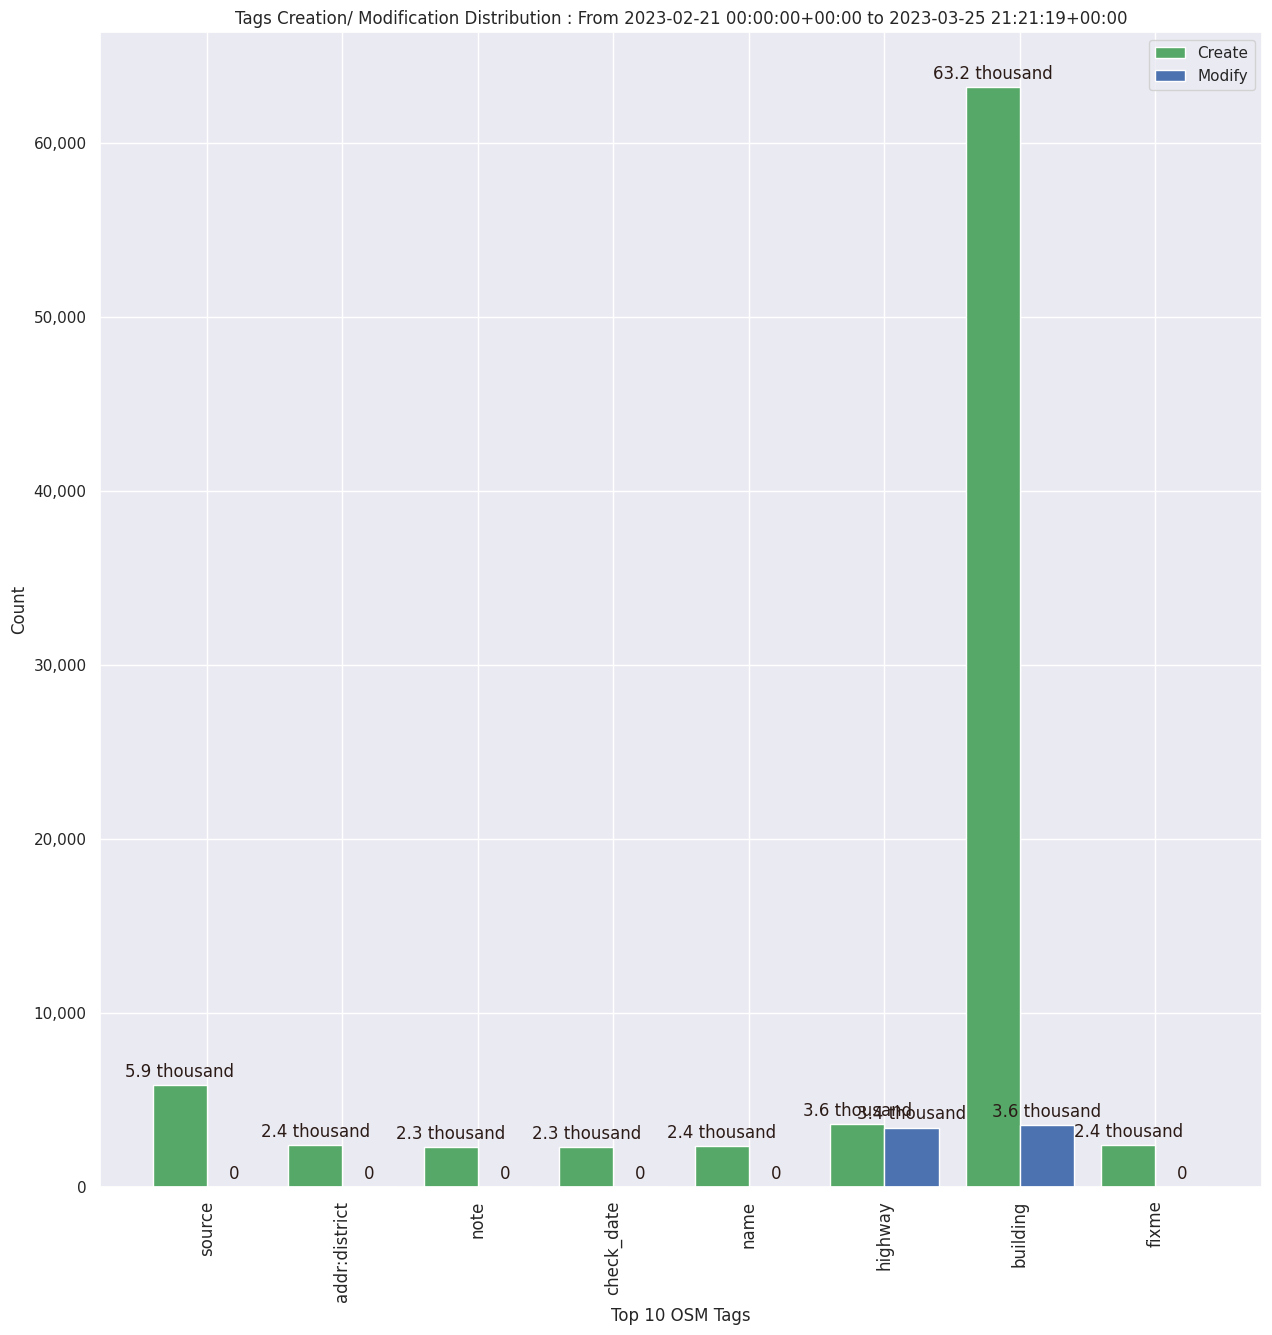 Tags Creation/ Modification Distribution : From 2023-02-21 00:00:00+00:00 to 2023-03-25 21:21:19+00:00
Create
Modify
63.2 thousand
60,000
50,000
40,000
30,000
20,000
10,000
0
Count
5.9 thousand
0
2.4 thousand
0
2.3 thousand
0
2.3 thousand
0
2.4 thousand
0
3.6 thousand
3.4 thousand
3.6 thousand
2.4 thousand
0
source
addr:district
note
check_date
name
highway
building
fixme
Top 10 OSM Tags